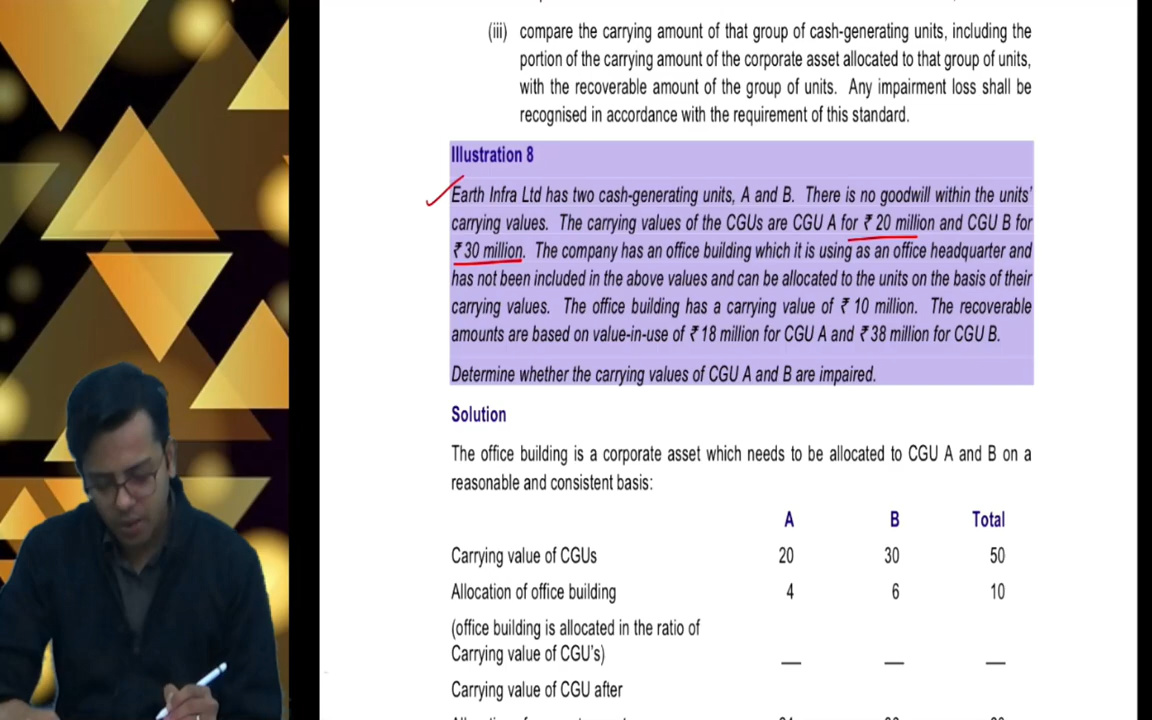 (iii) compare the carrying amount of that group of cash-generating units, including the
portion of the carrying amount of the corporate asset allocated to that group of units,
with the recoverable amount of the group of units. Any impairment loss shall be
recognised in accordance with the requirement of this standard.
Illustration 8
Earth Infra Ltd has two cash-generating units, A and B. There is no goodwill within the units'
carrying values. The carrying values of the CGUs are CGU A for ₹ 20 million and CGU B for
₹ 30 million. The company has an office building which it is using as an office headquarter and
has not been included in the above values and can be allocated to the units on the basis of their
carrying values. The office building has a carrying value of ₹ 10 million. The recoverable
amounts are based on value-in-use of ₹ 18 million for CGU A and ₹ 38 million for CGU B.
Determine whether the carrying values of CGU A and B are impaired.
Solution
The office building is a corporate asset which needs to be allocated to CGU A and B on a
reasonable and consistent basis:
A B Total
Carrying value of CGUs 20 30 50
Allocation of office building 4 6 10
(office building is allocated in the ratio of
Carrying value of CGU's)
Carrying value of CGU after